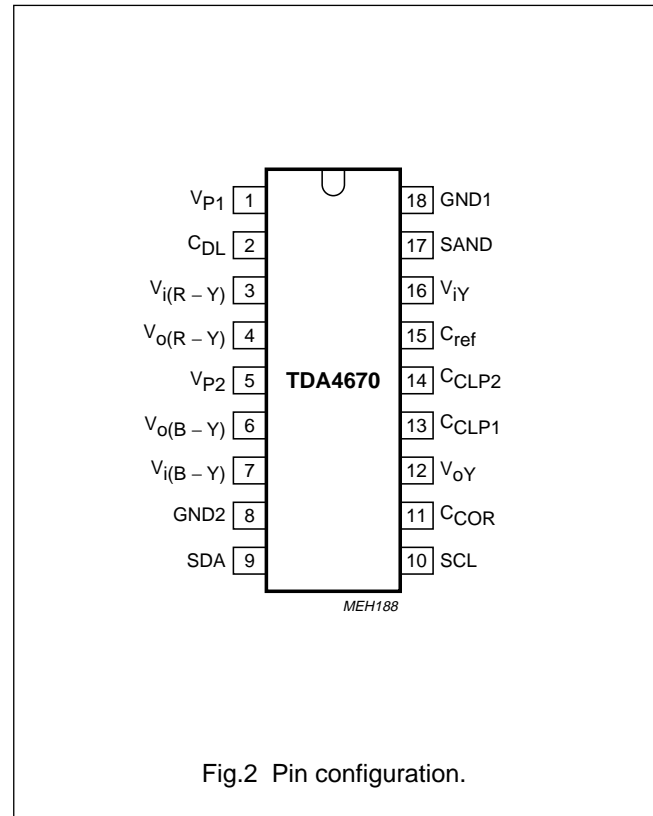 VP1 1 18 GND1
CDL 2 17 SAND
Vi(R – Y) 3 16 ViY
Vo(R – Y) 4 15 Cref
VP2 5 TDA4670 14 CCLP2
Vo(B – Y) 6 13 CCLP1
Vi(B – Y) 7 12 VoY
GND2 8 11 CCOR
SDA 9 10 SCL
MEH188
Fig.2 Pin configuration.